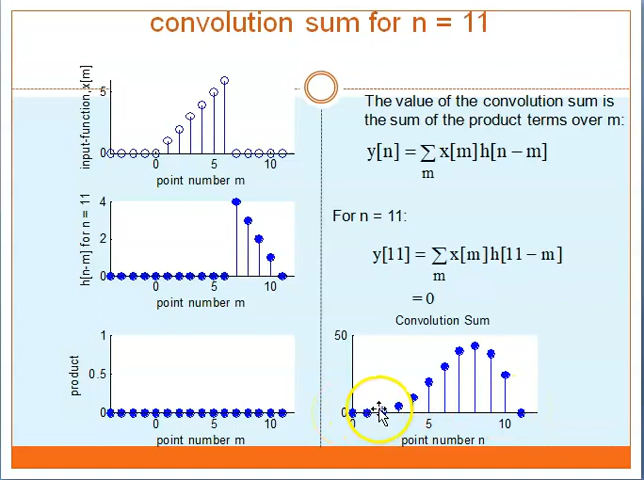 convolution sum for n = 11
input-function, x[m]
5
0
0
5
10
point number m
h[n-m] for n = 11
4
2
0
0
5
10
point number m
product
1
0.5
0
0
5
10
point number m
The value of the convolution sum is
the sum of the product terms over m:
y[n] = ∑ x[m]h[n − m]
m
For n = 11:
y[11] = ∑ x[m]h[11 − m]
m
= 0
Convolution Sum
50
0
0
5
10
point number n